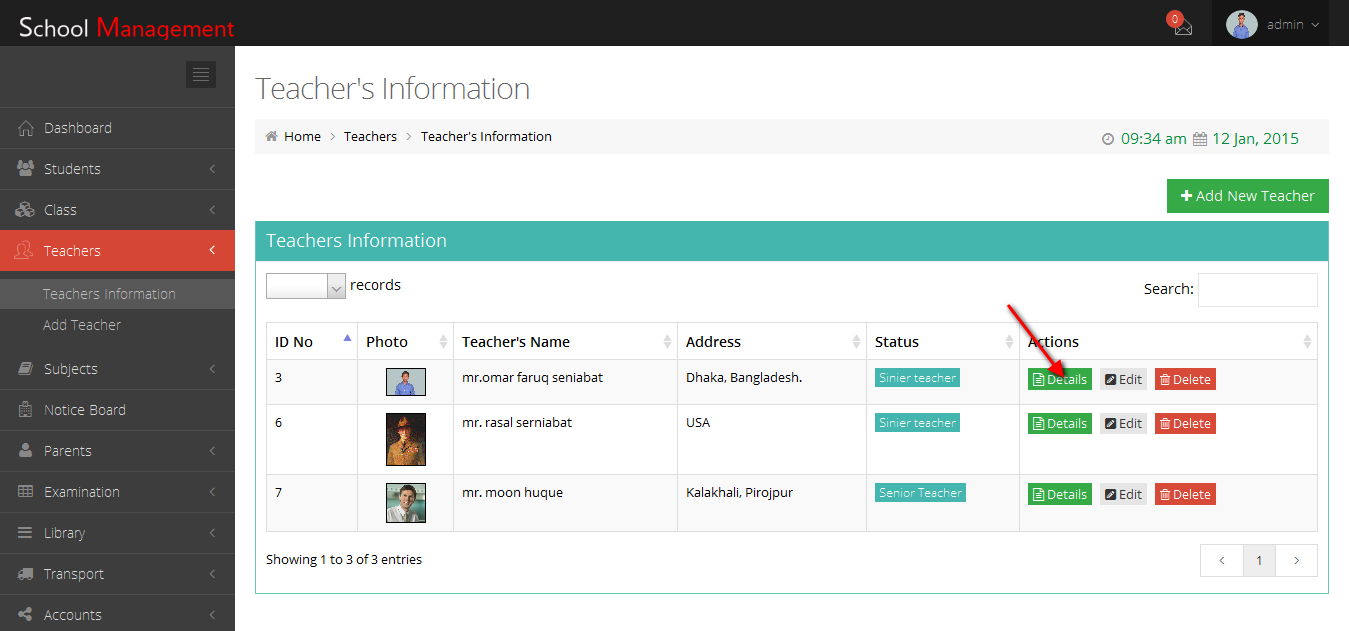 School Management
0
admin
Teacher's Information
Home > Teachers > Teacher's Information
09:34 am 12 Jan, 2015
Dashboard
Students
Class
Teachers
Teachers Information
Add Teacher
Subjects
Notice Board
Parents
Examination
Library
Transport
Accounts
Add New Teacher
Teachers Information
records
Search:
ID No Photo Teacher's Name Address Status Actions
3 mr.omar faruq seniabat Dhaka, Bangladesh. Sinier teacher Details Edit Delete
6 mr. rasal serniabat USA Sinier teacher Details Edit Delete
7 mr. moon huque Kalakhali, Pirojpur Senior Teacher Details Edit Delete
Showing 1 to 3 of 3 entries
< 1 >